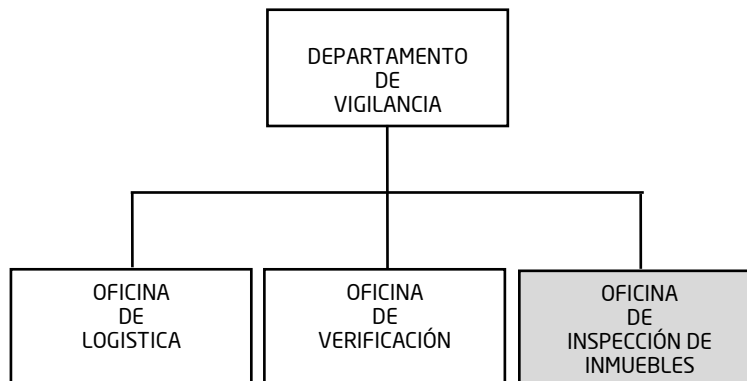 DEPARTAMENTO
DE
VIGILANCIA
OFICINA
DE
LOGISTICA
OFICINA
DE
VERIFICACIÓN
OFICINA
DE
INSPECCIÓN DE
INMUEBLES